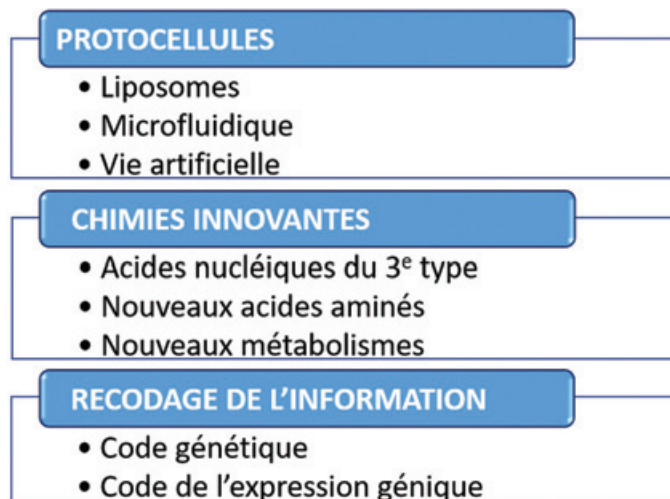 PROTOCELLULES
• Liposomes
• Microfluidique
• Vie artificielle
CHIMIES INNOVANTES
• Acides nucléiques du 3e type
• Nouveaux acides aminés
• Nouveaux métabolismes
RECODAGE DE L’INFORMATION
• Code génétique
• Code de l’expression génique